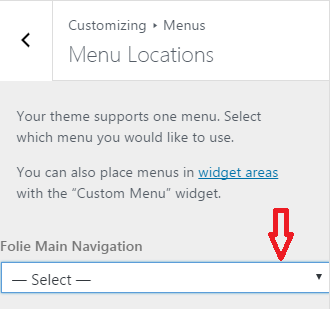 Customizing ▸ Menus
Menu Locations
Your theme supports one menu. Select
which menu you would like to use.
You can also place menus in widget areas
with the “Custom Menu” widget.
Folie Main Navigation
— Select —